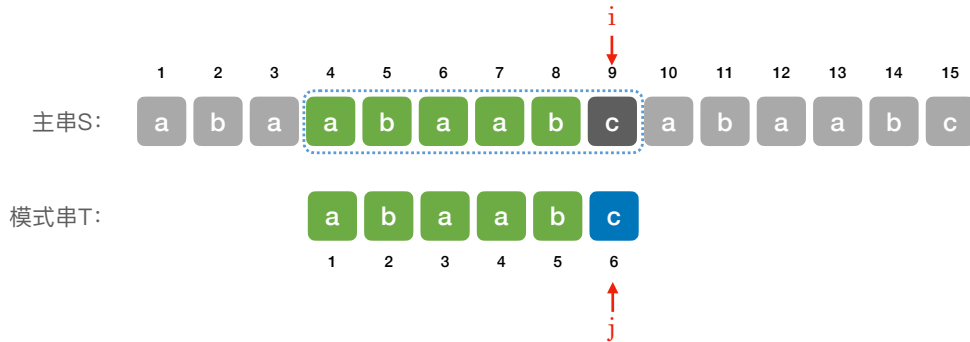 i
1 2 3 4 5 6 7 8 9 10 11 12 13 14 15
主串S: a b a a b a a b c a b a a b c
模式串T: a b a a b c
1 2 3 4 5 6
j